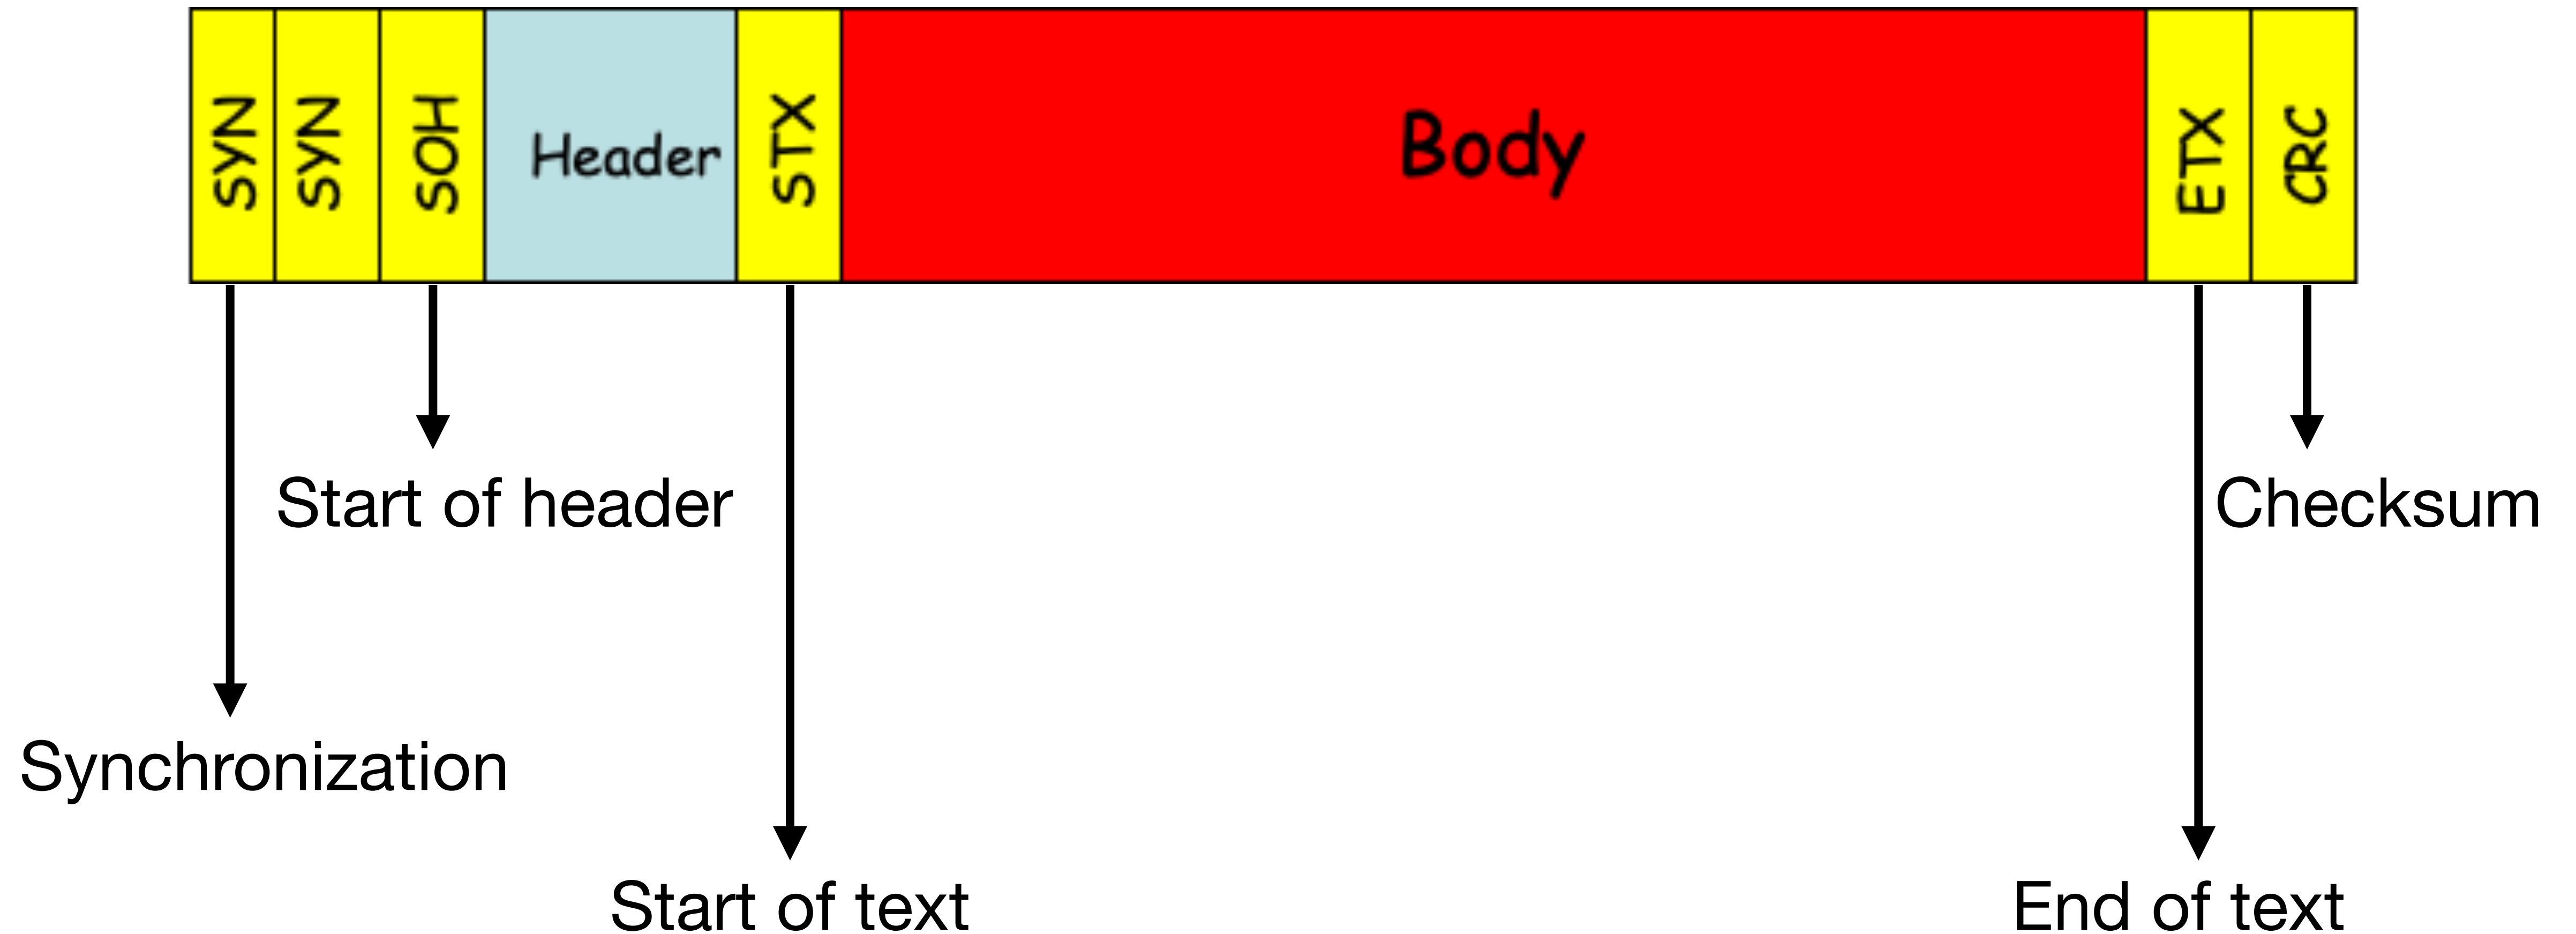 SYN
SYN
SOH
Header
STX
Body
ETX
CRC
Start of header
Checksum
Synchronization
Start of text
End of text